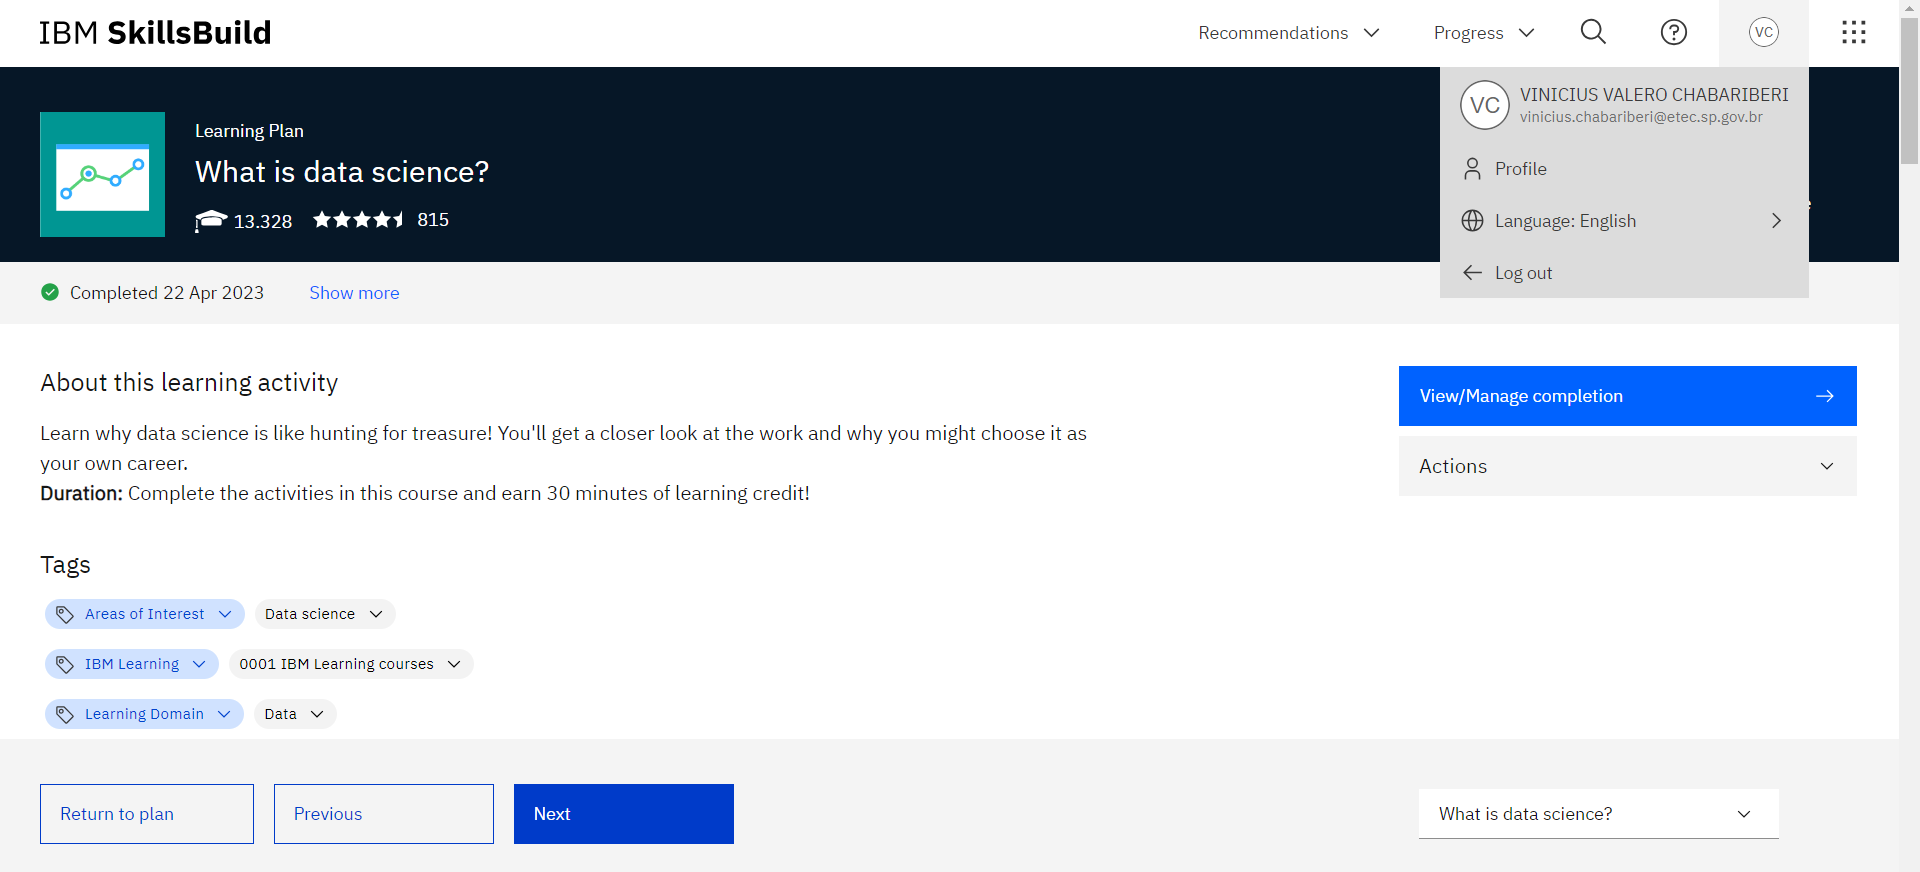 IBM SkillsBuild
Recommendations
Progress
VC
VC
VINICIUS VALERO CHABARIBERI
vinicius.chabariberi@etec.sp.gov.br
Profile
Language: English
Log out
Learning Plan
What is data science?
13.328
815
Completed 22 Apr 2023
Show more
About this learning activity
Learn why data science is like hunting for treasure! You'll get a closer look at the work and why you might choose it as
your own career.
Duration: Complete the activities in this course and earn 30 minutes of learning credit!
View/Manage completion
Actions
Tags
Areas of Interest
Data science
IBM Learning
0001 IBM Learning courses
Learning Domain
Data
Return to plan
Previous
Next
What is data science?